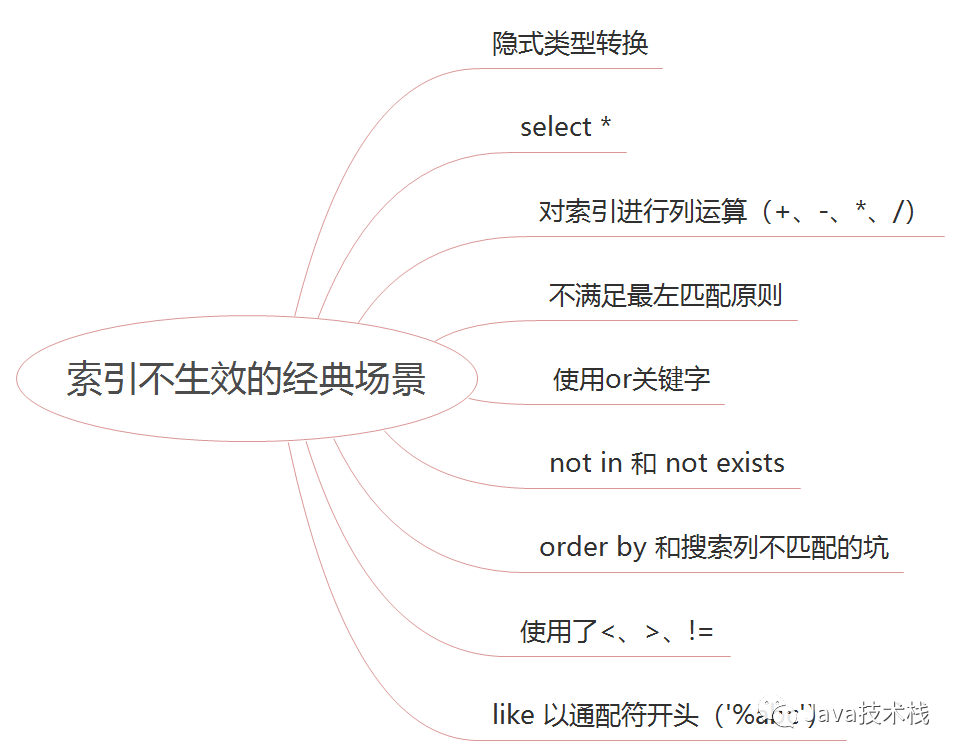 隐式类型转换
select *
对索引进行列运算（+、-、*、/）
不满足最左匹配原则
索引不生效的经典场景
使用or关键字
not in 和 not exists
order by 和搜索列不匹配的坑
使用了<、>、!=
like 以通配符开头（'%abc'）
Java技术栈